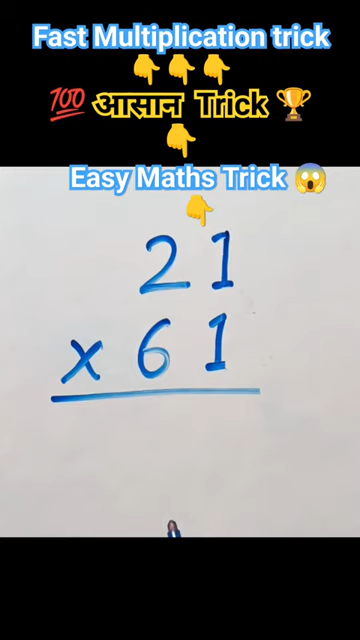 Fast Multiplication trick
👇👇👇
💯 आसान Trick 🏆
👇
Easy Maths Trick 😱
👇
21
x 61